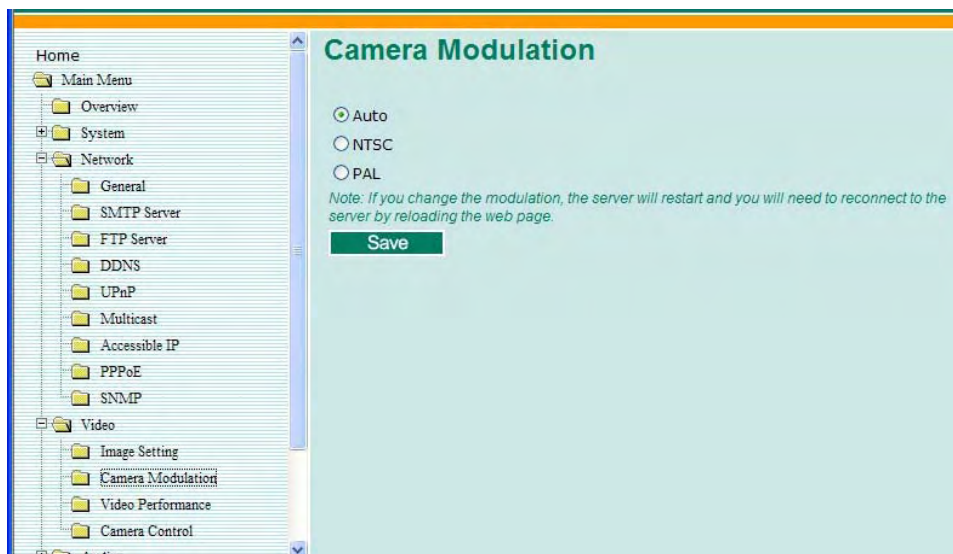 Home
Main Menu
Overview
System
Network
General
SMTP Server
FTP Server
DDNS
UPnP
Multicast
Accessible IP
PPPoE
SNMP
Video
Image Setting
Camera Modulation
Video Performance
Camera Control
Camera Modulation
Auto
NTSC
PAL
Note: If you change the modulation, the server will restart and you will need to reconnect to the
server by reloading the web page.
Save